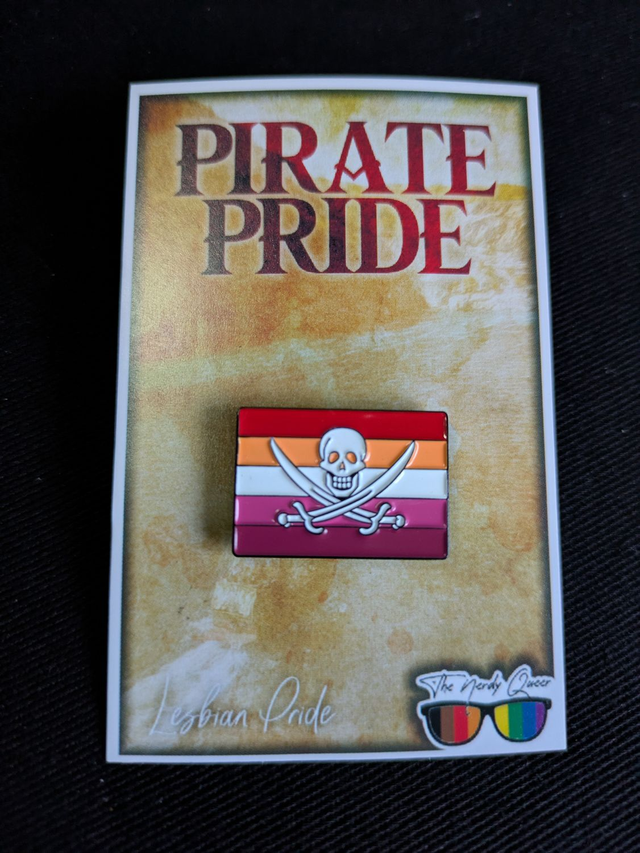 PIRATE
PRIDE
Lesbian Pride
The Nerdy Queer